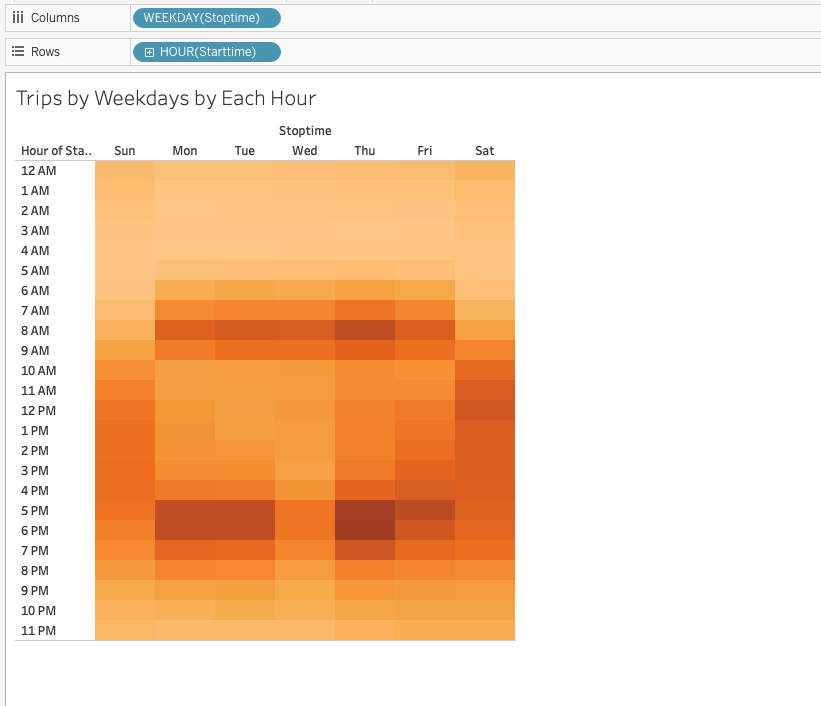 Columns WEEKDAY(Stoptime)
Rows HOUR(Starttime)
Trips by Weekdays by Each Hour
Stoptime
Hour of Sta.. Sun Mon Tue Wed Thu Fri Sat
12 AM
1 AM
2 AM
3 AM
4 AM
5 AM
6 AM
7 AM
8 AM
9 AM
10 AM
11 AM
12 PM
1 PM
2 PM
3 PM
4 PM
5 PM
6 PM
7 PM
8 PM
9 PM
10 PM
11 PM